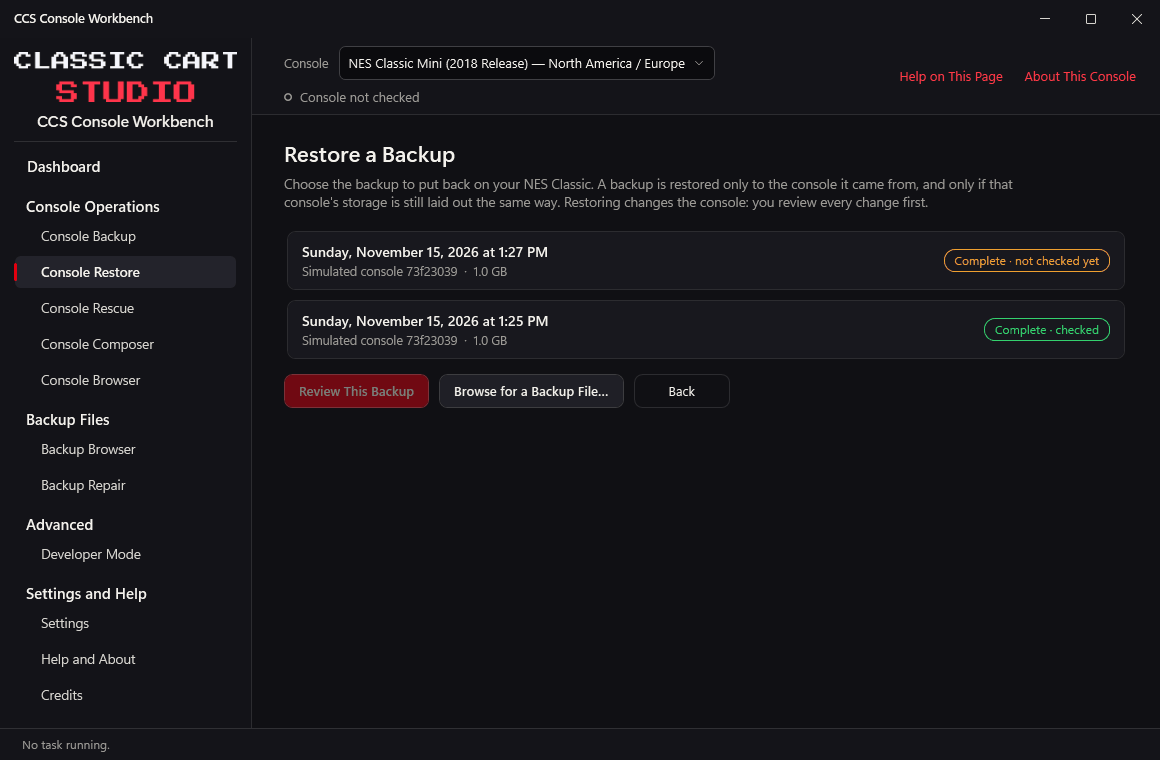 CCS Console Workbench
CLASSIC CART
STUDIO
CCS Console Workbench
Dashboard
Console Operations
Console Backup
Console Restore
Console Rescue
Console Composer
Console Browser
Backup Files
Backup Browser
Backup Repair
Advanced
Developer Mode
Settings and Help
Settings
Help and About
Credits
Console
NES Classic Mini (2018 Release) — North America / Europe
Console not checked
Help on This Page
About This Console
Restore a Backup
Choose the backup to put back on your NES Classic. A backup is restored only to the console it came from, and only if that
console's storage is still laid out the same way. Restoring changes the console: you review every change first.
Sunday, November 15, 2026 at 1:27 PM
Simulated console 73f23039 · 1.0 GB
Complete · not checked yet
Sunday, November 15, 2026 at 1:25 PM
Simulated console 73f23039 · 1.0 GB
Complete · checked
Review This Backup
Browse for a Backup File...
Back
No task running.